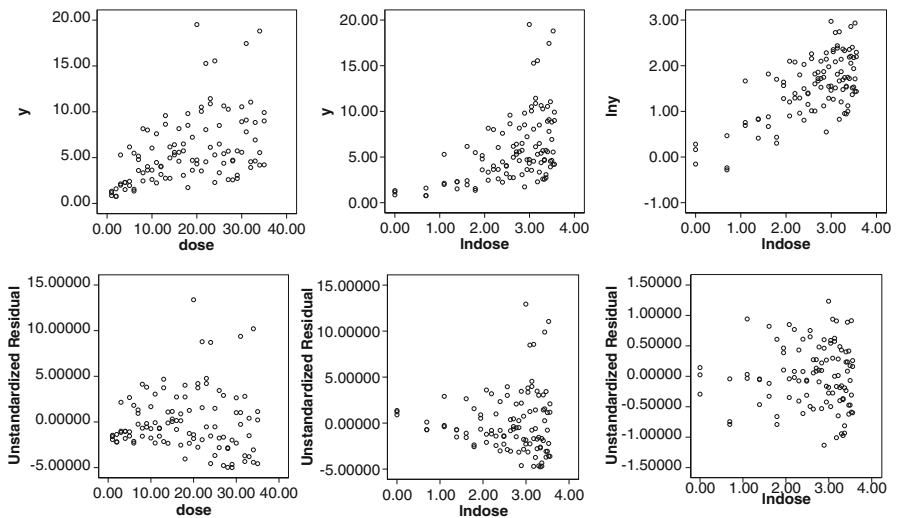 20.00
15.00
10.00
5.00
0.00
y
0.00 10.00 20.00 30.00 40.00
dose
20.00
15.00
10.00
5.00
0.00
y
0.00 1.00 2.00 3.00 4.00
lndose
3.00
2.00
1.00
0.00
-1.00
lny
0.00 1.00 2.00 3.00 4.00
lndose
15.00000
10.00000
5.00000
0.00000
-5.00000
Unstandardized Residual
0.00 10.00 20.00 30.00 40.00
dose
15.00000
10.00000
5.00000
0.00000
-5.00000
Unstandardized Residual
0.00 1.00 2.00 3.00 4.00
lndose
1.50000
1.00000
0.50000
0.00000
-0.50000
-1.00000
-1.50000
Unstandardized Residual
0.00 1.00 2.00 3.00 4.00
lndose